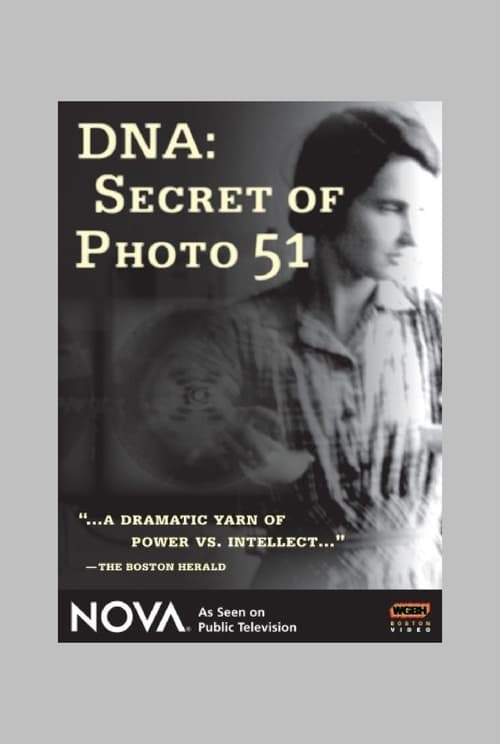 DNA:
SECRET OF
PHOTO 51
“...A DRAMATIC YARN OF
POWER VS. INTELLECT...”
—THE BOSTON HERALD
NOVA®
As Seen on
Public Television
WGBH
BOSTON
VIDEO